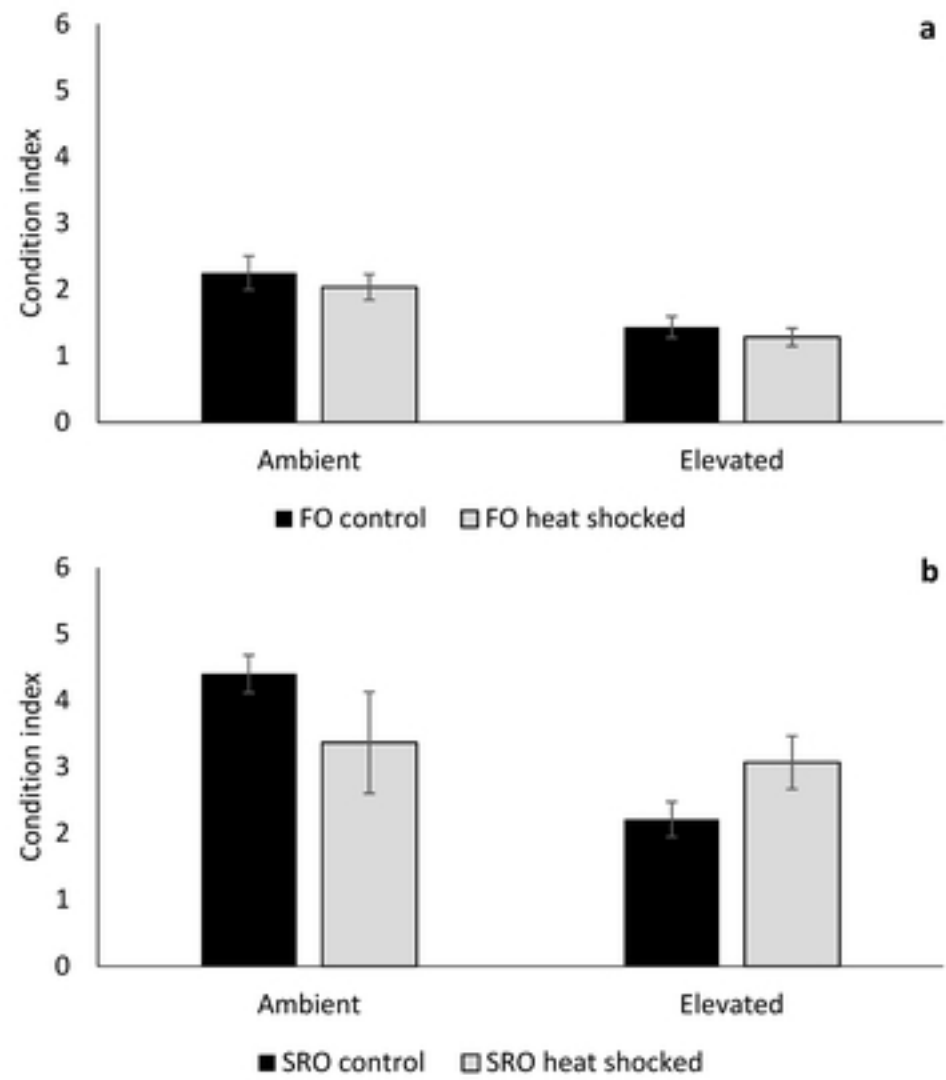 a
6
5
4
3
2
1
0
Condition index
Ambient Elevated
FO control FO heat shocked
b
6
5
4
3
2
1
0
Condition index
Ambient Elevated
SRO control SRO heat shocked